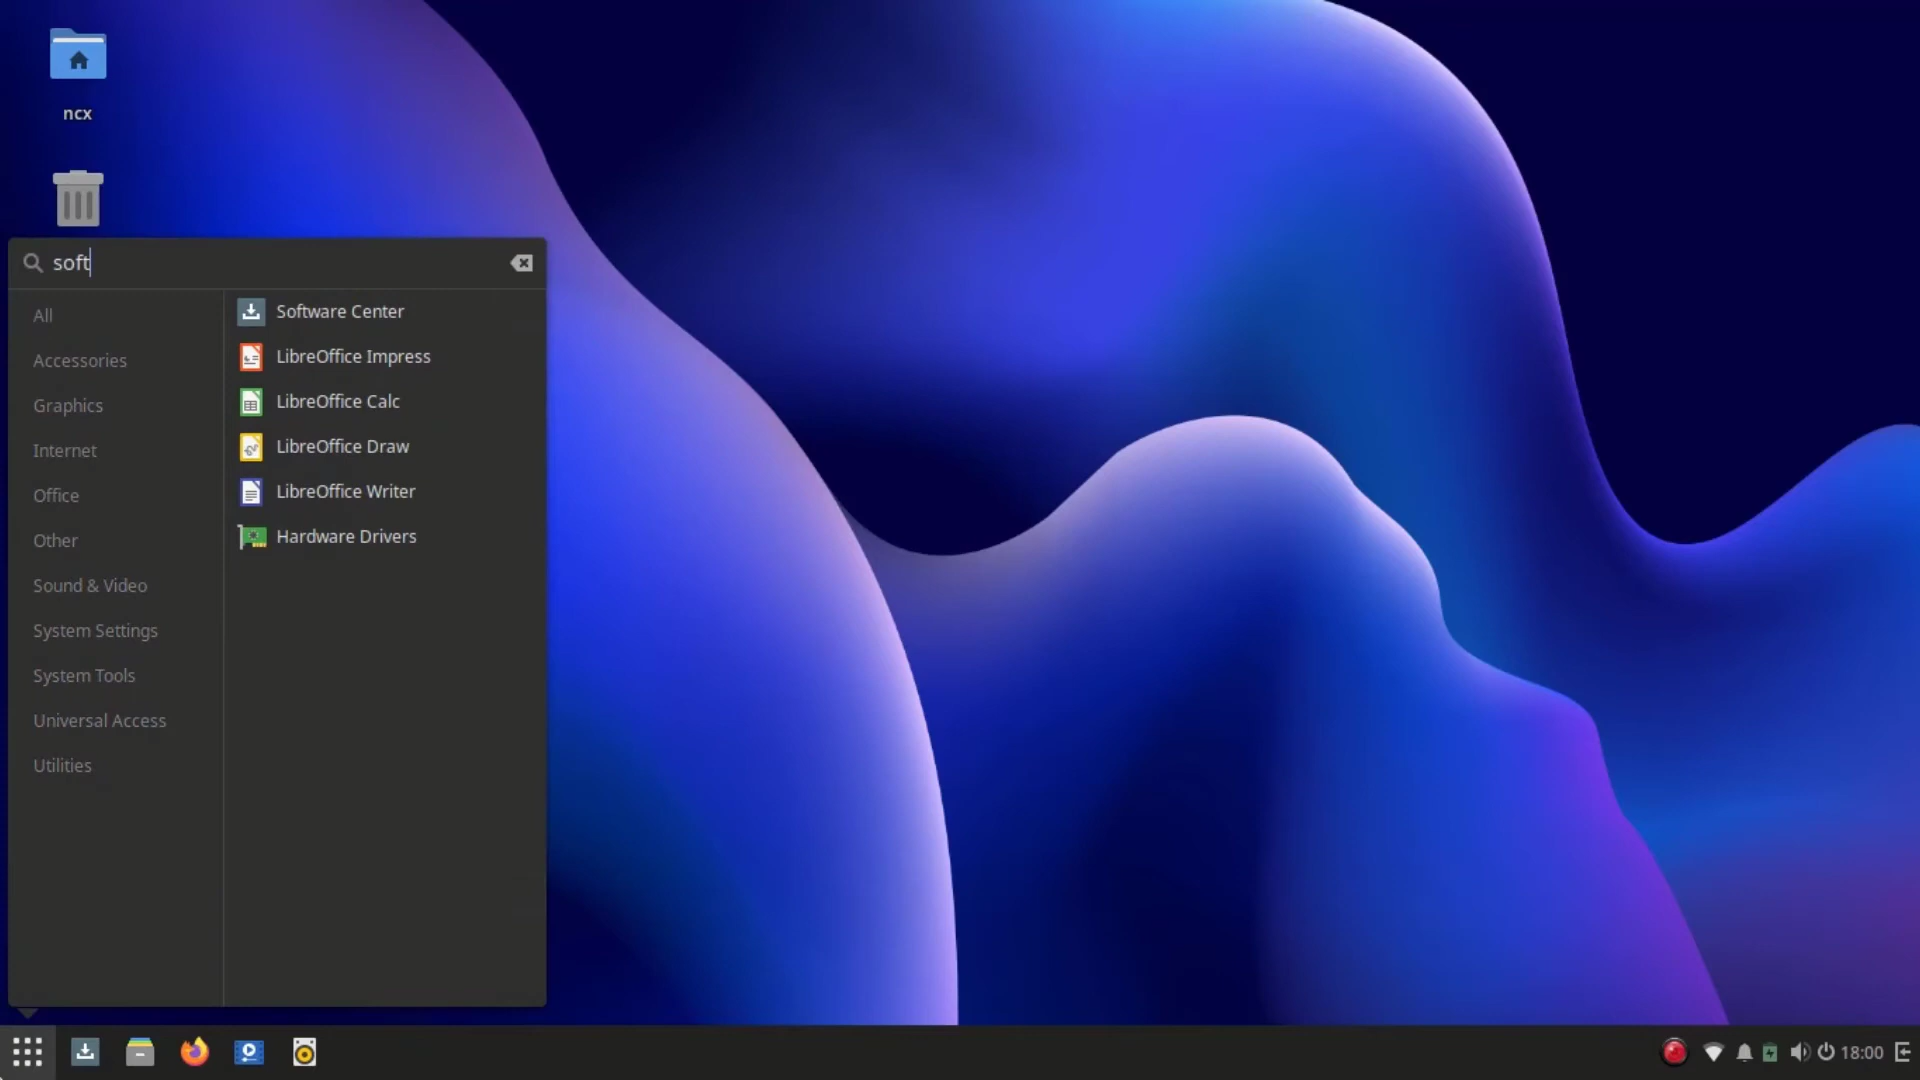 ncx
soft
All
Accessories
Graphics
Internet
Office
Other
Sound & Video
System Settings
System Tools
Universal Access
Utilities
Software Center
LibreOffice Impress
LibreOffice Calc
LibreOffice Draw
LibreOffice Writer
Hardware Drivers
18:00